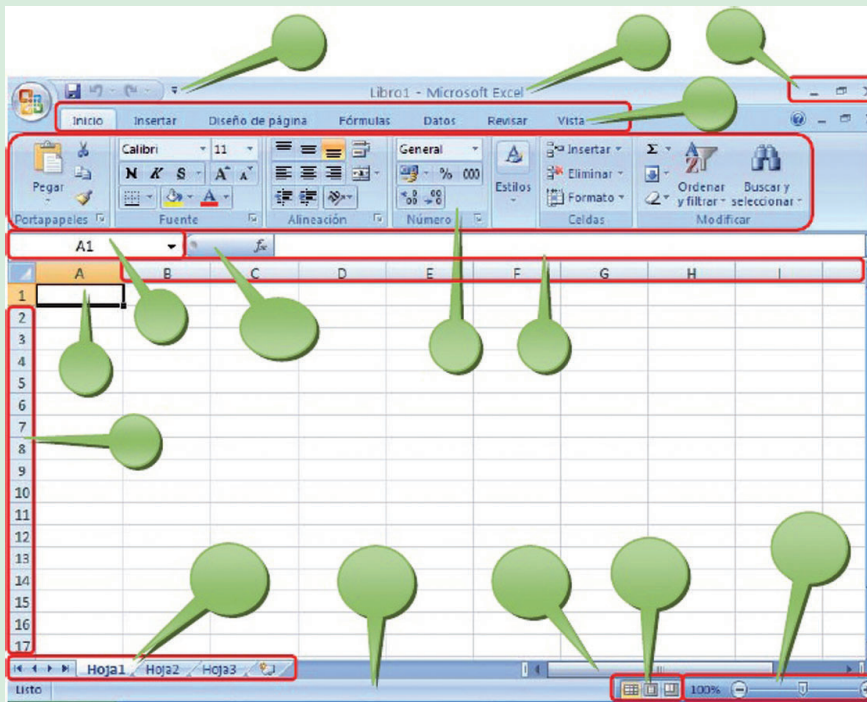 Libro1 - Microsoft Excel
Inicio Insertar Diseño de página Fórmulas Datos Revisar Vista
Calibri 11 General Insertar Σ
N K S A A % 000 Eliminar
Pegar A Estilos Formato Ordenar y filtrar Buscar y seleccionar
Portapapeles Fuente Alineación Número Celdas Modificar
A1 fx
A B C D E F G H I
1
2
3
4
5
6
7
8
9
10
11
12
13
14
15
16
17
Hoja1 Hoja2 Hoja3
Listo 100%